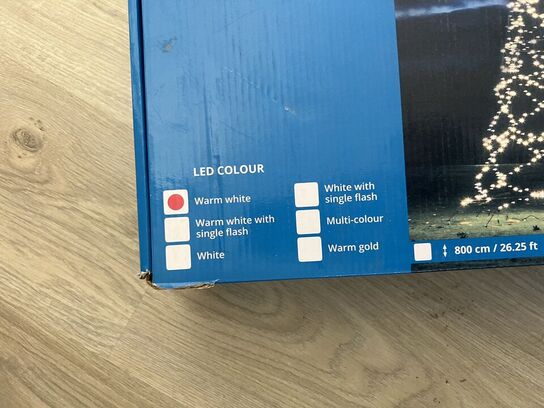 LED COLOUR
Warm white
Warm white with
single flash
White
White with
single flash
Multi-colour
Warm gold
800 cm / 26.25 ft